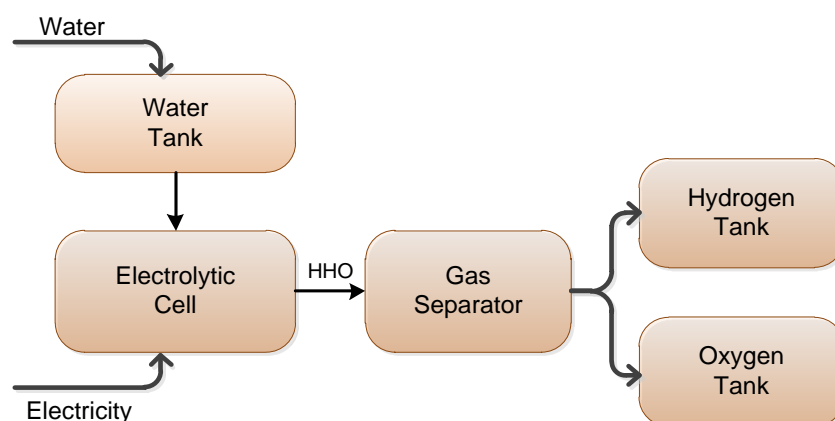 Water
Water
Tank
Electrolytic
Cell
HHO
Gas
Separator
Hydrogen
Tank
Oxygen
Tank
Electricity